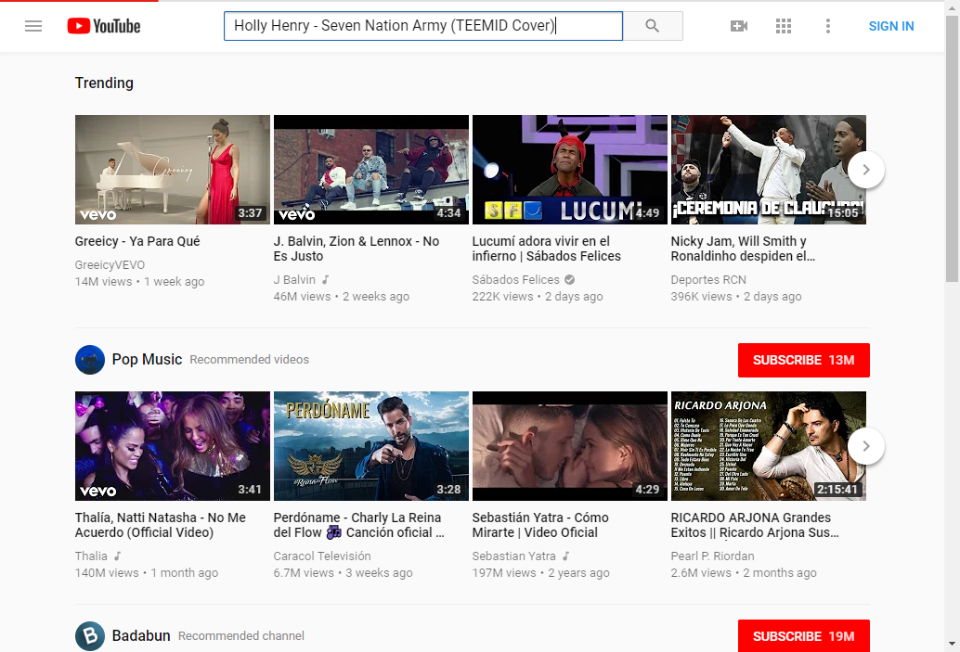 YouTube
Holly Henry - Seven Nation Army (TEEMID Cover)
SIGN IN
Trending
Greeicy
vevo
3:37
vevo
4:34
SFC
LUCUMÍ
4:49
¡CEREMONIA DE CLAUSURA!
15:05
Greeicy - Ya Para Qué
GreeicyVEVO
14M views • 1 week ago
J. Balvin, Zion & Lennox - No
Es Justo
J Balvin
46M views • 2 weeks ago
Lucumí adora vivir en el
infierno | Sábados Felices
Sábados Felices
222K views • 2 days ago
Nicky Jam, Will Smith y
Ronaldinho despiden el...
Deportes RCN
396K views • 2 days ago
Pop Music
Recommended videos
SUBSCRIBE 13M
vevo
3:41
PERDÓNAME
3:28
4:29
RICARDO ARJONA
2:15:41
Thalía, Natti Natasha - No Me
Acuerdo (Official Video)
Thalia
140M views • 1 month ago
Perdóname - Charly La Reina
del Flow 🎶 Canción oficial ...
Caracol Televisión
6.7M views • 3 weeks ago
Sebastián Yatra - Cómo
Mirarte | Video Oficial
Sebastian Yatra
197M views • 2 years ago
RICARDO ARJONA Grandes
Exitos || Ricardo Arjona Sus...
Pearl P. Riordan
2.6M views • 2 months ago
B
Badabun
Recommended channel
SUBSCRIBE 19M